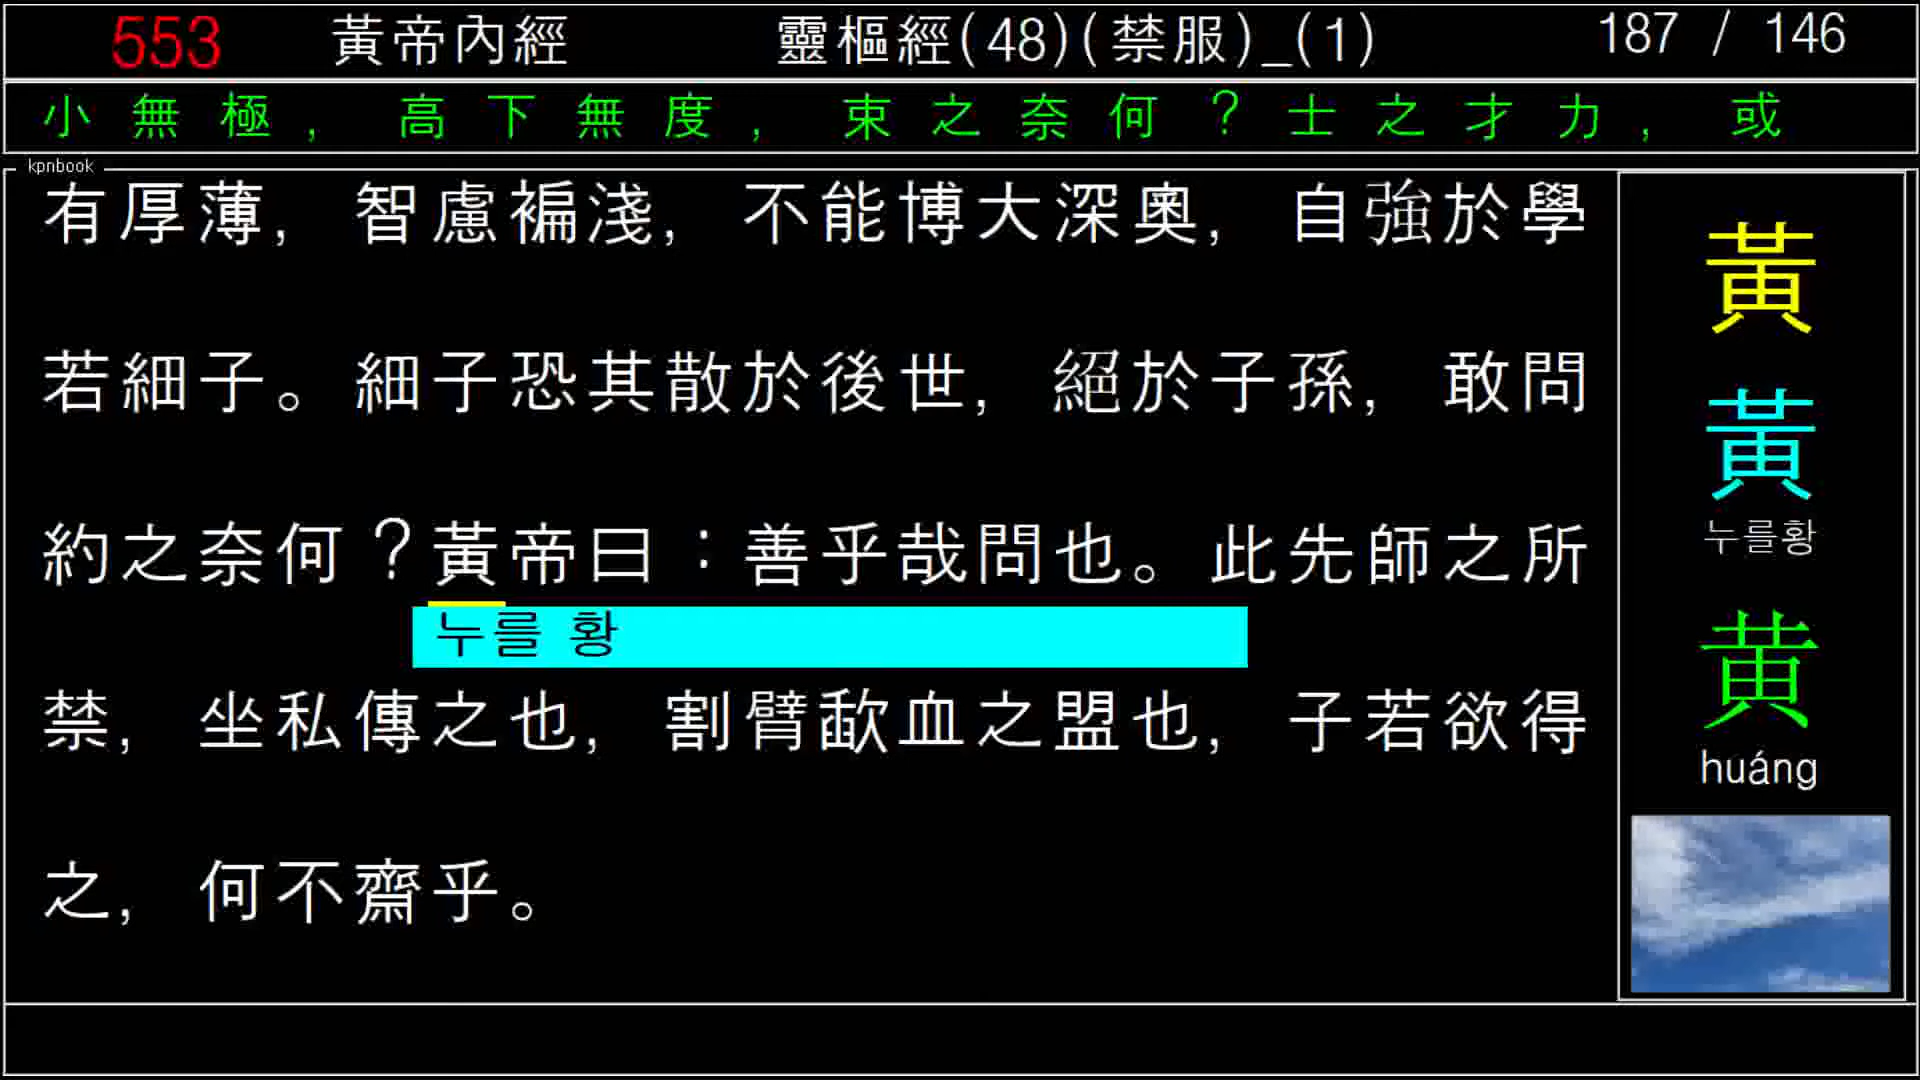 553 黃帝內經 靈樞經(48)(禁服)_(1) 187 / 146
小無極, 高下無度, 束之奈何?士之才力, 或
kpnbook
有厚薄, 智慮褊淺, 不能博大深奧, 自強於學
若細子。細子恐其散於後世, 絕於子孫, 敢問
約之奈何?黃帝曰:善乎哉問也。此先師之所
누를 황
禁, 坐私傳之也, 割臂歃血之盟也, 子若欲得
之, 何不齋乎。
黃
黃
누를황
黄
huáng